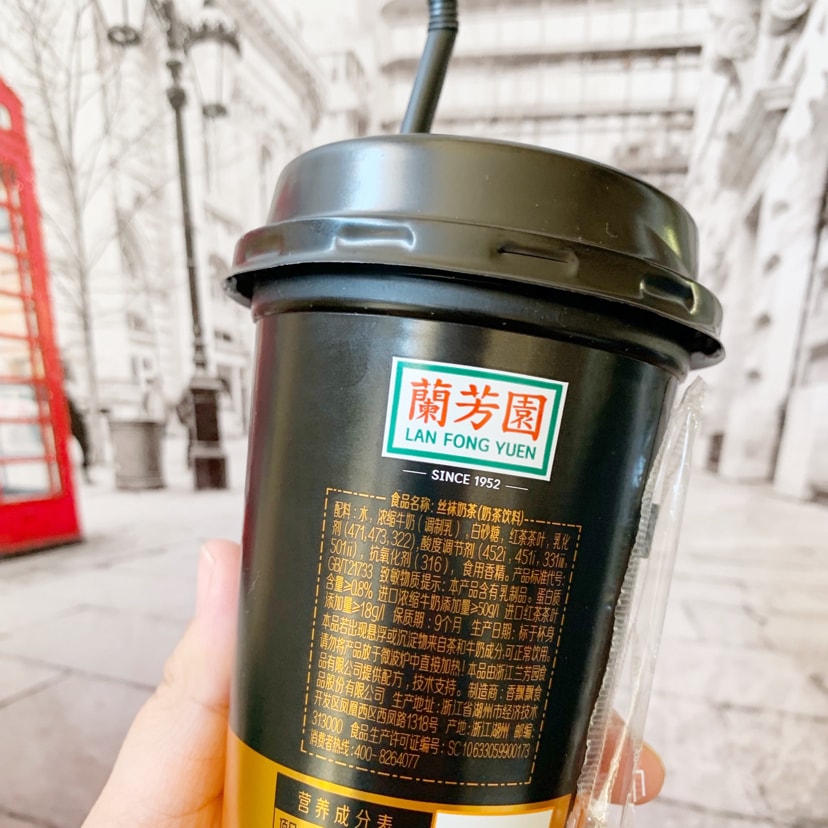 蘭芳園
LAN FONG YUEN
SINCE 1952
食品名称: 丝袜奶茶(奶茶饮料)
配料: 水, 浓缩牛奶 (调制乳), 白砂糖, 红茶茶叶, 乳化
剂 (471,473,322), 酸度调节剂 (452i, 451i, 331iii,
501ii), 抗氧化剂 (316), 食用香精。产品标准代号:
GB/T21733 致敏物质提示: 本产品含有乳制品。蛋白质
含量≥0.8% 进口浓缩牛奶添加量≥50g/l 进口红茶茶叶
添加量≥18g/l 保质期: 9个月 生产日期: 标于杯身
本品若出现悬浮或沉淀物来自茶和牛奶,可正常饮用。
请勿将产品放于微波炉中直接加热! 本品由浙江兰芳园食
品有限公司提供配方, 技术支持。制造商: 香飘飘食
品股份有限公司 生产地址: 浙江省湖州市经济技术
开发区凤凰西区西凤路1318号 产地: 浙江湖州 邮编:
313000 食品生产许可证编号: SC10633059900173
消费者热线: 400-8264077
营养成分表
项目